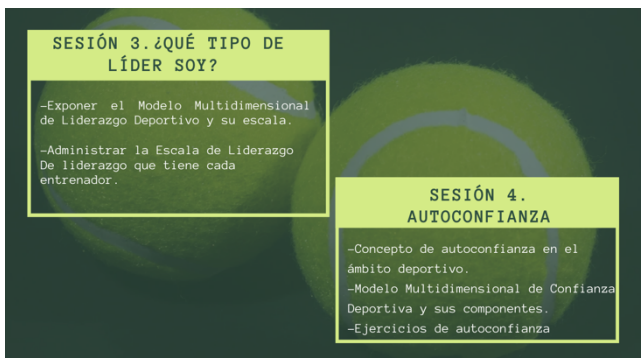 SESIÓN 3.¿QUÉ TIPO DE
LÍDER SOY?
-Exponer el Modelo Multidimensional
de Liderazgo Deportivo y su escala.
-Administrar la Escala de Liderazgo
De liderazgo que tiene cada
entrenador.
SESIÓN 4.
AUTOCONFIANZA
-Concepto de autoconfianza en el
ámbito deportivo.
-Modelo Multidimensional de Confianza
Deportiva y sus componentes.
-Ejercicios de autoconfianza